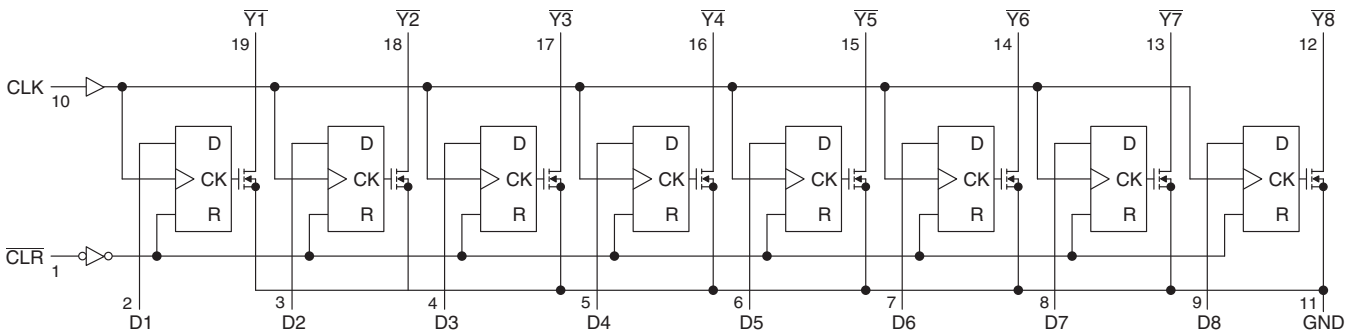 Y1 Y2 Y3 Y4 Y5 Y6 Y7 Y8
19 18 17 16 15 14 13 12
CLK
10
D D D D D D D D
CK CK CK CK CK CK CK CK
R R R R R R R R
CLR
1
2 3 4 5 6 7 8 9 11
D1 D2 D3 D4 D5 D6 D7 D8 GND